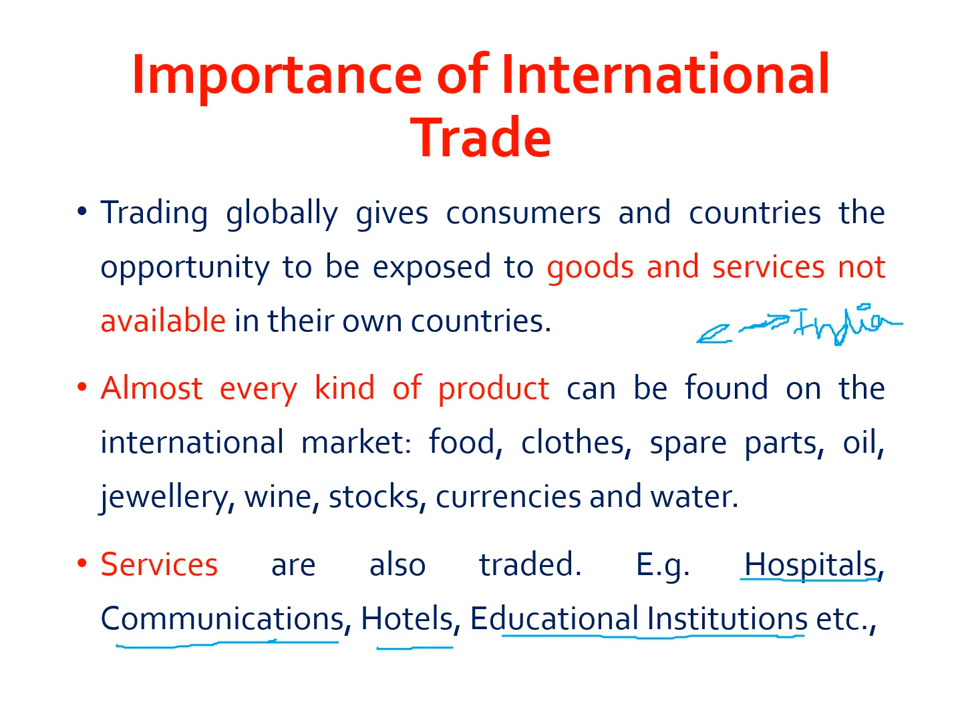 Importance of International
Trade
• Trading globally gives consumers and countries the
opportunity to be exposed to goods and services not
available in their own countries.
India
• Almost every kind of product can be found on the
international market: food, clothes, spare parts, oil,
jewellery, wine, stocks, currencies and water.
• Services are also traded. E.g. Hospitals,
Communications, Hotels, Educational Institutions etc.,